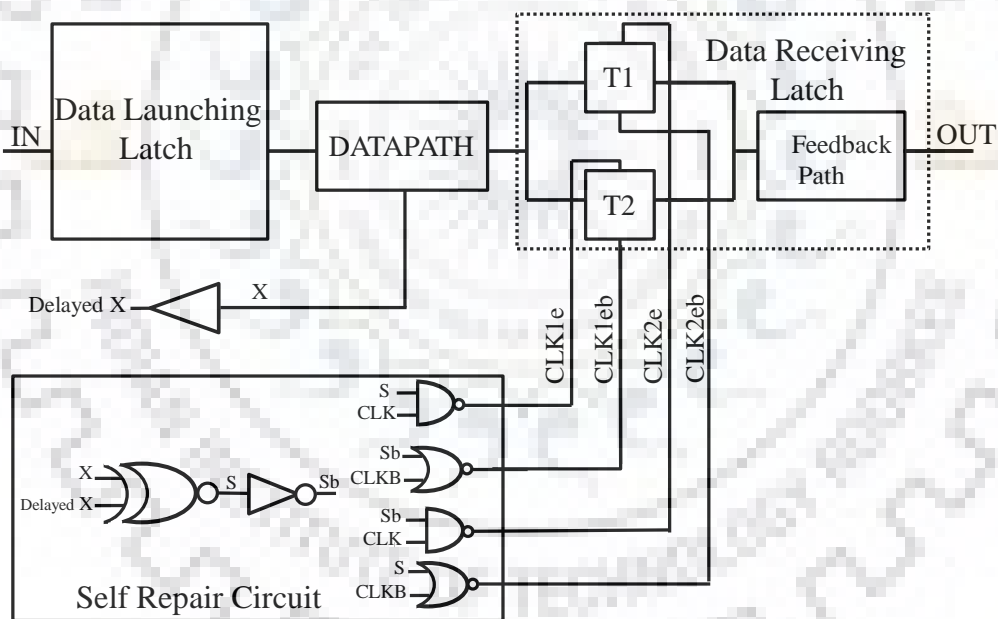 IN
Data Launching
Latch
DATAPATH
T1
T2
Data Receiving
Latch
Feedback
Path
OUT
Delayed X
X
CLK1e
CLK1eb
CLK2e
CLK2eb
S
CLK
Sb
CLKB
X
Delayed X
S
Sb
Sb
CLK
S
CLKB
Self Repair Circuit